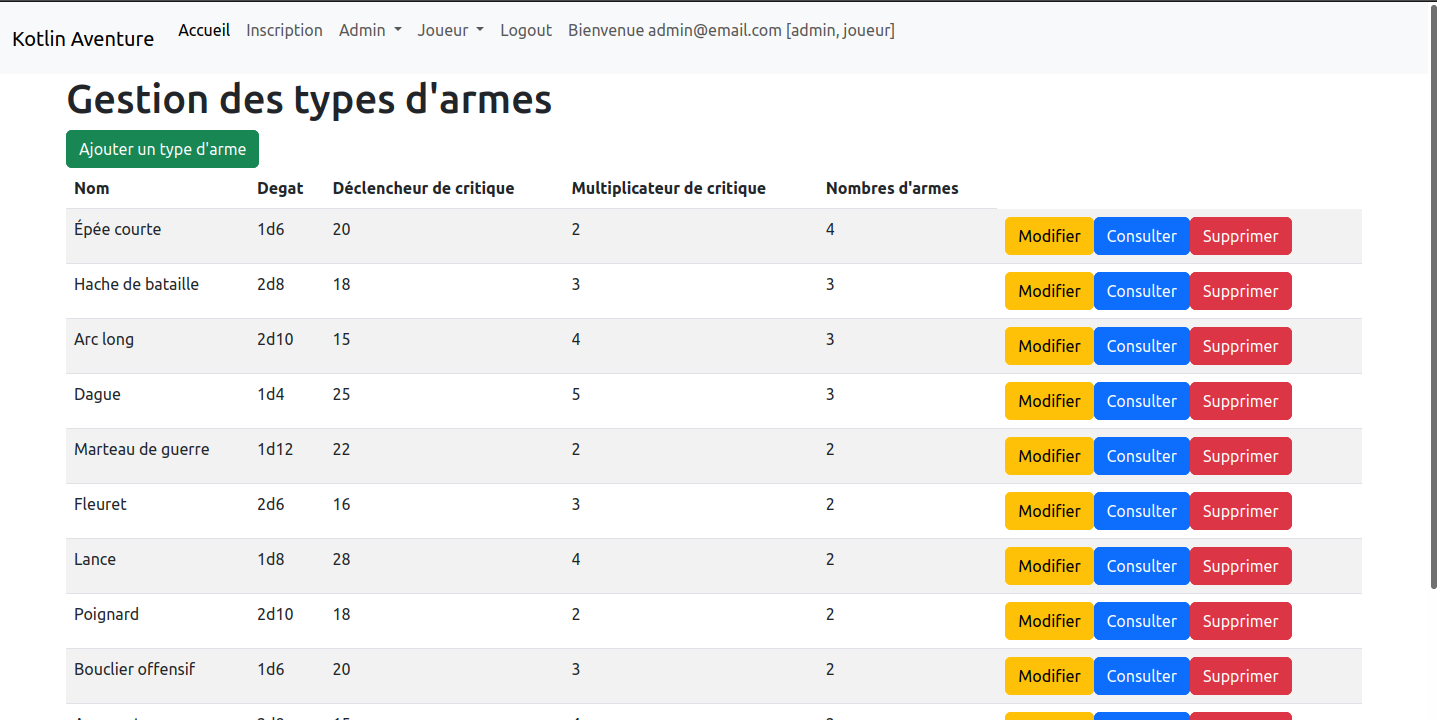 Kotlin Aventure Accueil Inscription Admin Joueur Logout Bienvenue admin@email.com [admin, joueur]
Gestion des types d'armes
Ajouter un type d'arme
Nom Degat Déclencheur de critique Multiplicateur de critique Nombres d'armes
Épée courte 1d6 20 2 4 Modifier Consulter Supprimer
Hache de bataille 2d8 18 3 3 Modifier Consulter Supprimer
Arc long 2d10 15 4 3 Modifier Consulter Supprimer
Dague 1d4 25 5 3 Modifier Consulter Supprimer
Marteau de guerre 1d12 22 2 2 Modifier Consulter Supprimer
Fleuret 2d6 16 3 2 Modifier Consulter Supprimer
Lance 1d8 28 4 2 Modifier Consulter Supprimer
Poignard 2d10 18 2 2 Modifier Consulter Supprimer
Bouclier offensif 1d6 20 3 2 Modifier Consulter Supprimer